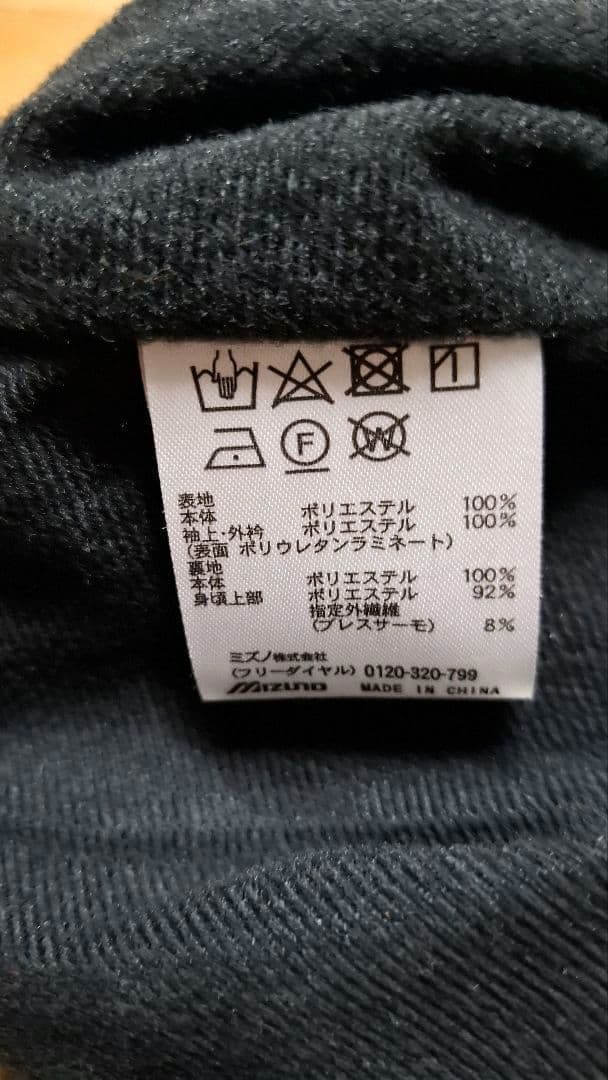 F
W
表地
本体 ポリエステル 100%
袖上・外衿 ポリエステル 100%
(表面 ポリウレタンラミネート)
裏地
本体 ポリエステル 100%
身頃上部 ポリエステル 92%
指定外繊維
(ブレスサーモ) 8%
ミズノ株式会社
(フリーダイヤル) 0120-320-799
MIZUNO MADE IN CHINA